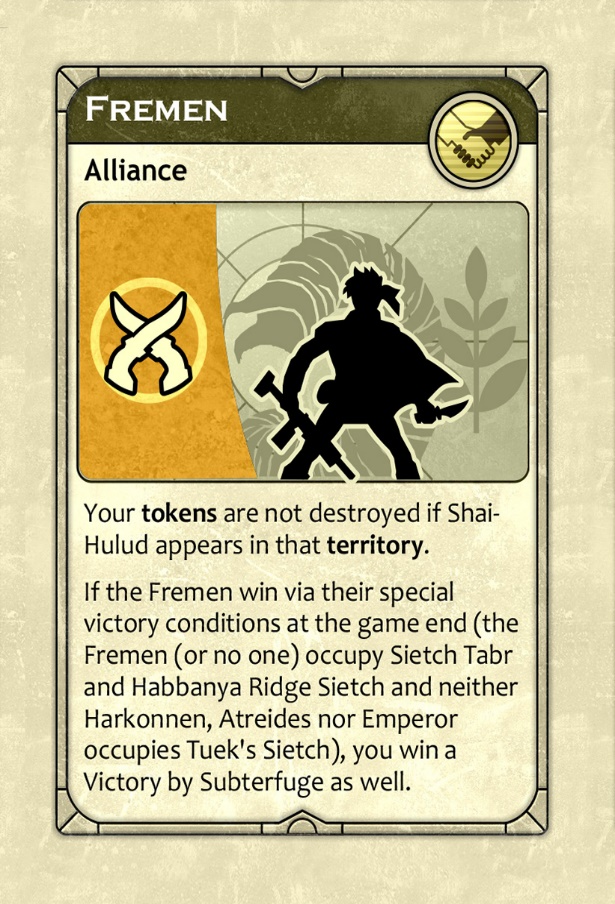 FREMEN
Alliance
Your tokens are not destroyed if Shai-
Hulud appears in that territory.
If the Fremen win via their special
victory conditions at the game end (the
Fremen (or no one) occupy Sietch Tabr
and Habbanya Ridge Sietch and neither
Harkonnen, Atreides nor Emperor
occupies Tuek's Sietch), you win a
Victory by Subterfuge as well.